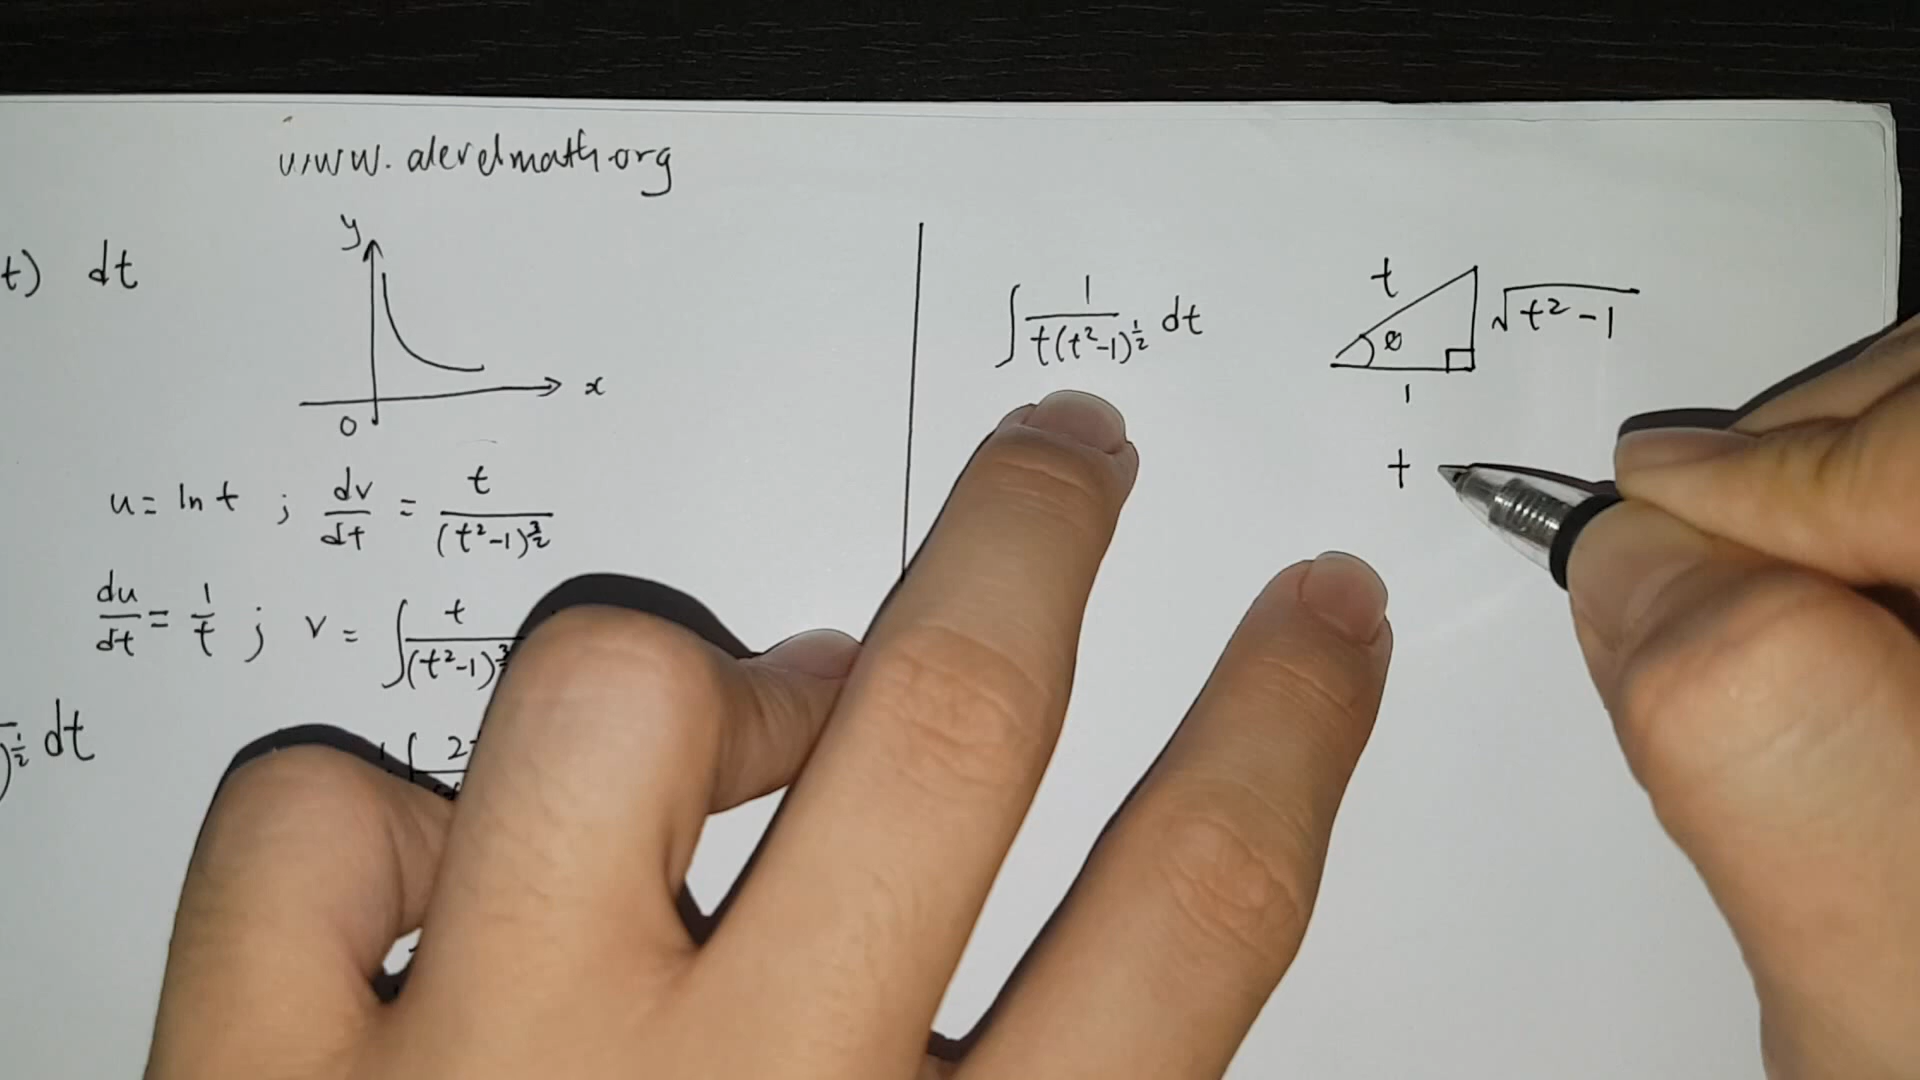 www.alevelmath.org
t) dt
y
x
0
u = ln t ; dv/dt = t/(t²-1)^(3/2)
du/dt = 1/t ; v = ∫ t/(t²-1)^3
)^(1/2) dt
∫ 2
∫ 1/(t(t²-1)^(1/2)) dt
t
√(t²-1)
θ
1
t